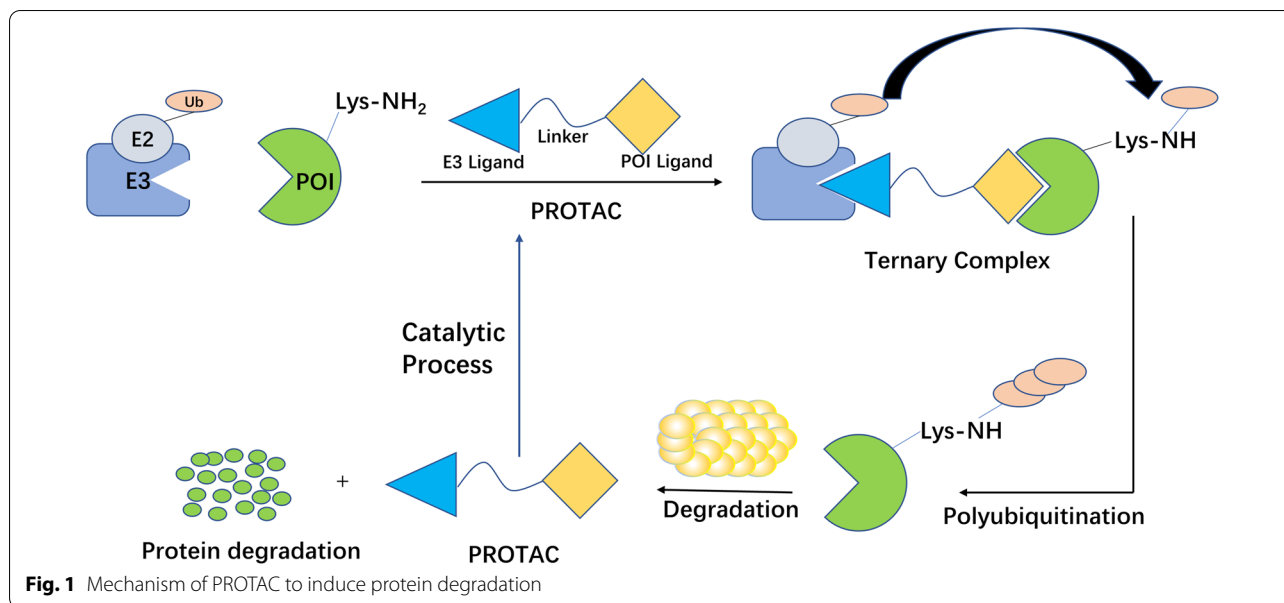 Ub
E2
E3
Lys-NH₂
POI
Linker
E3 Ligand
POI Ligand
PROTAC
Lys-NH
Ternary Complex
Catalytic
Process
Lys-NH
Polyubiquitination
Degradation
+
Protein degradation
PROTAC
Fig. 1 Mechanism of PROTAC to induce protein degradation